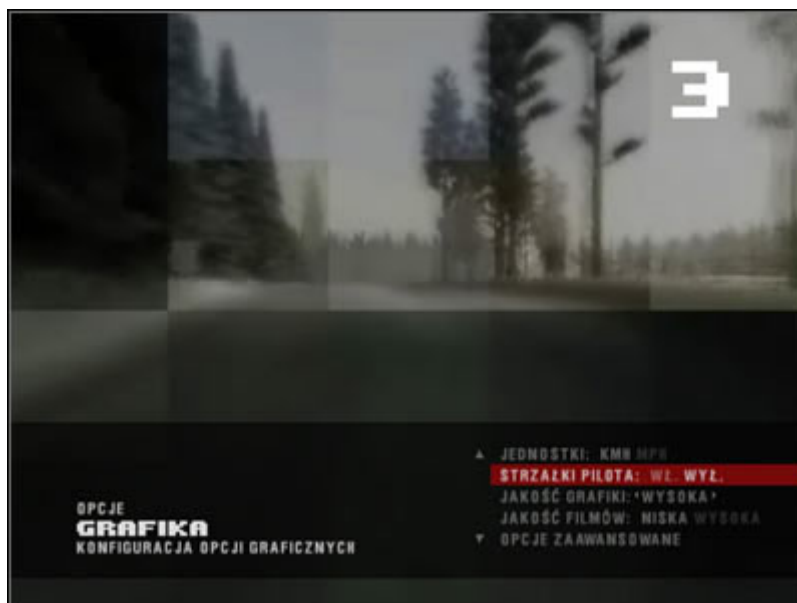 3
JEDNOSTKI: KMH MPH
STRZAŁKI PILOTA: WŁ. WYŁ.
JAKOŚĆ GRAFIKI: WYSOKA
JAKOŚĆ FILMÓW: NISKA WYSOKA
OPCJE ZAAWANSOWANE
OPCJE
GRAFIKA
KONFIGURACJA OPCJI GRAFICZNYCH